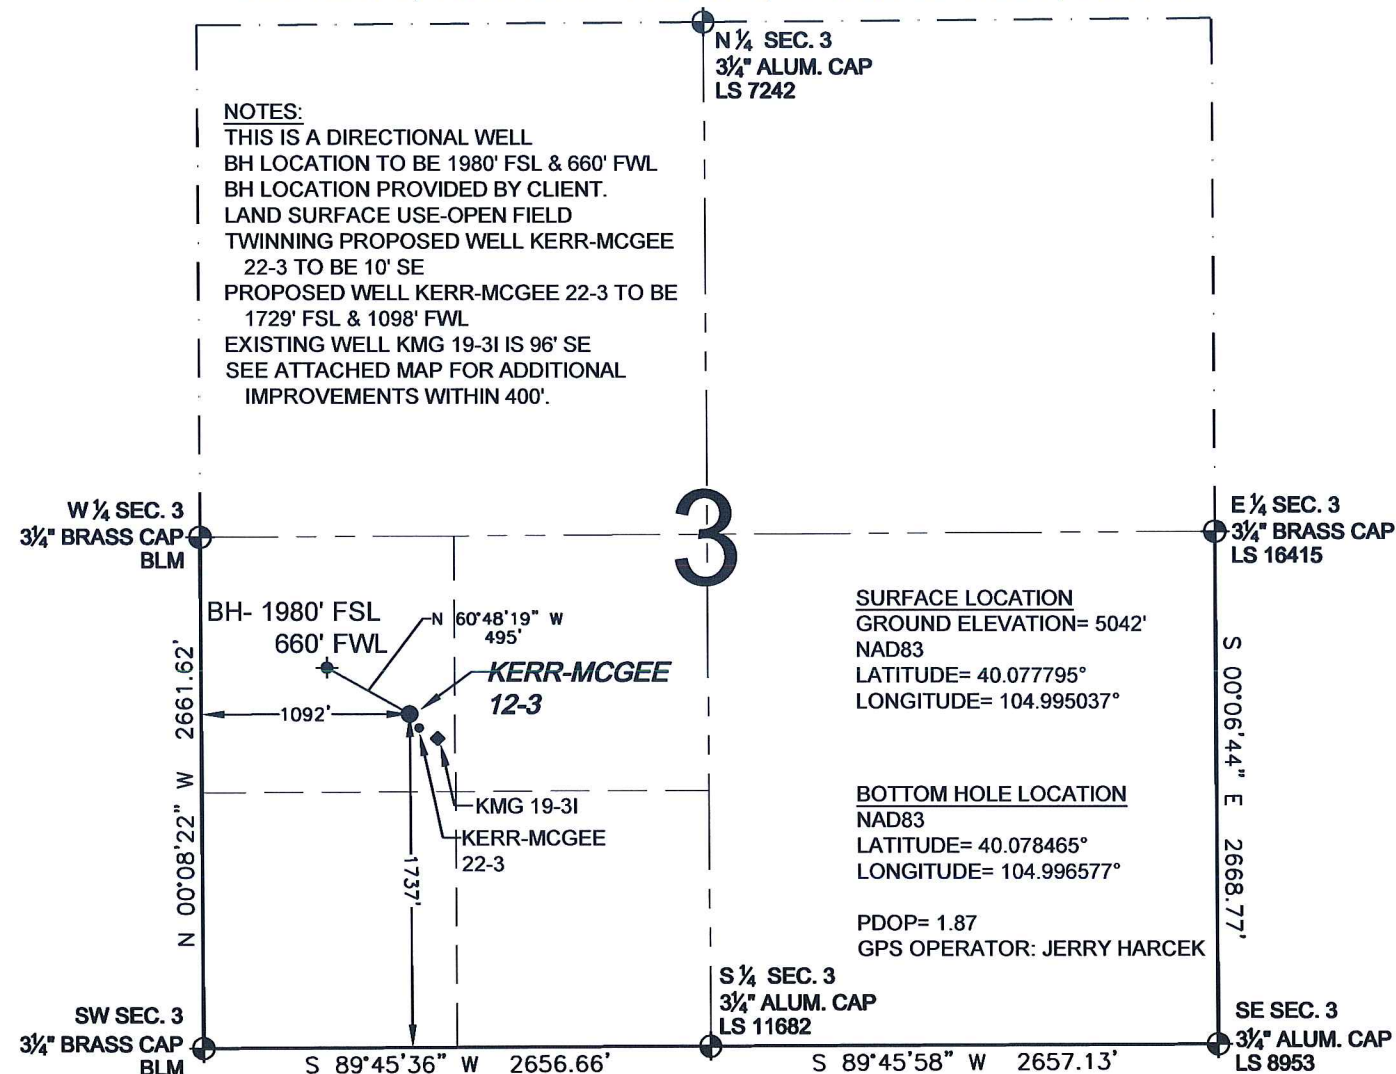 N ¼ SEC. 3
3¼" ALUM. CAP
LS 7242
NOTES:
THIS IS A DIRECTIONAL WELL
BH LOCATION TO BE 1980' FSL & 660' FWL
BH LOCATION PROVIDED BY CLIENT.
LAND SURFACE USE-OPEN FIELD
TWINNING PROPOSED WELL KERR-MCGEE
22-3 TO BE 10' SE
PROPOSED WELL KERR-MCGEE 22-3 TO BE
1729' FSL & 1098' FWL
EXISTING WELL KMG 19-3I IS 96' SE
SEE ATTACHED MAP FOR ADDITIONAL
IMPROVEMENTS WITHIN 400'.
W ¼ SEC. 3
3¼" BRASS CAP
BLM
3
E ¼ SEC. 3
3¼" BRASS CAP
LS 16415
BH- 1980' FSL
660' FWL
N 60°48'19" W
495'
KERR-MCGEE
12-3
1092'
1737'
KMG 19-3I
KERR-MCGEE
22-3
N 00°08'22" W 2661.62'
SURFACE LOCATION
GROUND ELEVATION= 5042'
NAD83
LATITUDE= 40.077795°
LONGITUDE= 104.995037°
BOTTOM HOLE LOCATION
NAD83
LATITUDE= 40.078465°
LONGITUDE= 104.996577°
PDOP= 1.87
GPS OPERATOR: JERRY HARCEK
S 00°06'44" E 2668.77'
SW SEC. 3
3¼" BRASS CAP
BLM
S 89°45'36" W 2656.66'
S ¼ SEC. 3
3¼" ALUM. CAP
LS 11682
S 89°45'58" W 2657.13'
SE SEC. 3
3¼" ALUM. CAP
LS 8953